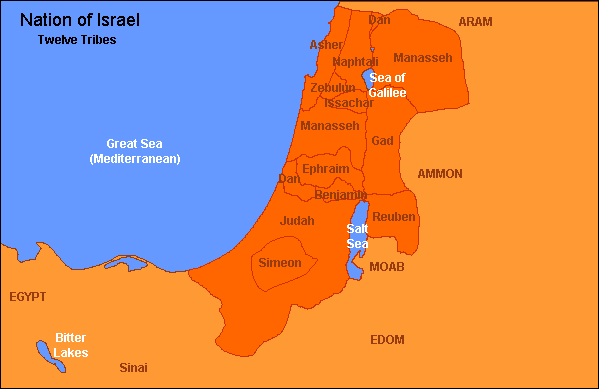 Nation of Israel
Twelve Tribes
Dan
ARAM
Asher
Naphtali
Manasseh
Sea of
Galilee
Zebulun
Issachar
Manasseh
Gad
Great Sea
(Mediterranean)
Ephraim
AMMON
Dan
Benjamin
Judah
Reuben
Salt
Sea
Simeon
MOAB
EGYPT
Bitter
Lakes
EDOM
Sinai